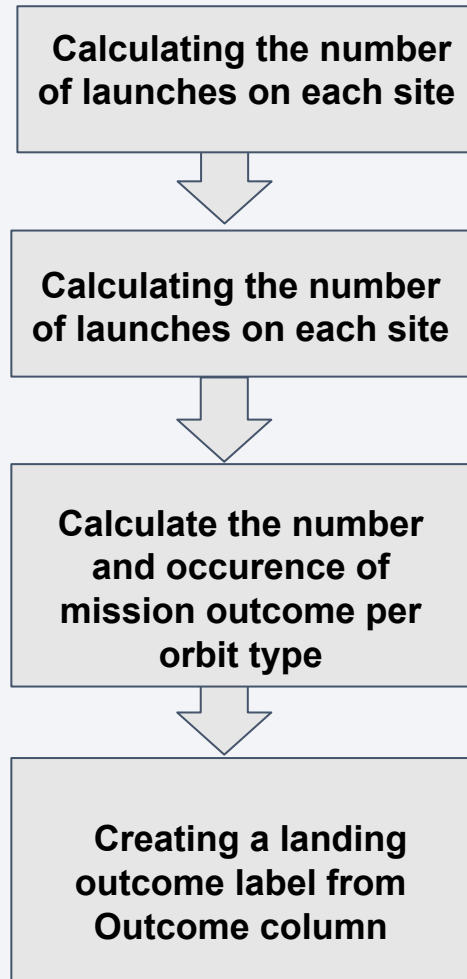 Calculating the number
of launches on each site
Calculating the number
of launches on each site
Calculate the number
and occurence of
mission outcome per
orbit type
Creating a landing
outcome label from
Outcome column